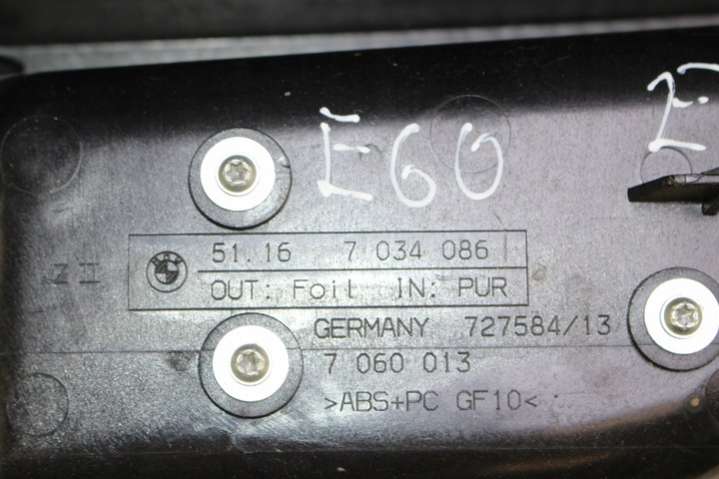 E60
BMW
51.16 7 034 086
OUT: Foil IN: PUR
GERMANY 727584/13
7 060 013
>ABS+PC GF10<